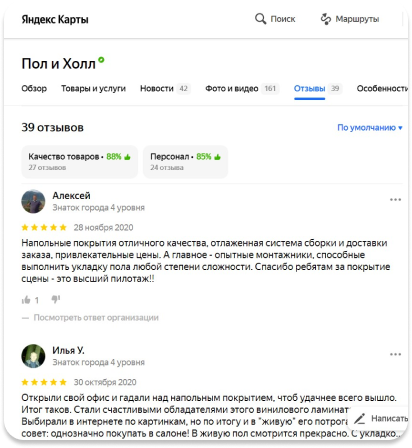 Яндекс Карты
Поиск
Маршруты
Пол и Холл
Обзор Товары и услуги Новости 42 Фото и видео 161 Отзывы 39 Особенности
39 отзывов
По умолчанию
Качество товаров • 88%
27 отзывов
Персонал • 85%
24 отзыва
Алексей
Знаток города 4 уровня
28 ноября 2020
Напольные покрытия отличного качества, отлаженная система сборки и доставки
заказа, привлекательные цены. А главное - опытные монтажники, способные
выполнить укладку пола любой степени сложности. Спасибо ребятам за покрытие
сцены - это высший пилотаж!!
1
— Посмотреть ответ организации
Илья У.
Знаток города 4 уровня
30 октября 2020
Открыли свой офис и гадали над напольным покрытием, чтоб удачнее всего вышло.
Итог таков. Стали счастливыми обладателями этого винилового ламинат
Выбирали в интернете по картинкам, но по итогу и в "живую" его потрога
Написать
совет: однозначно покупать в салоне! В живую пол смотрится прекрасно. С укладко